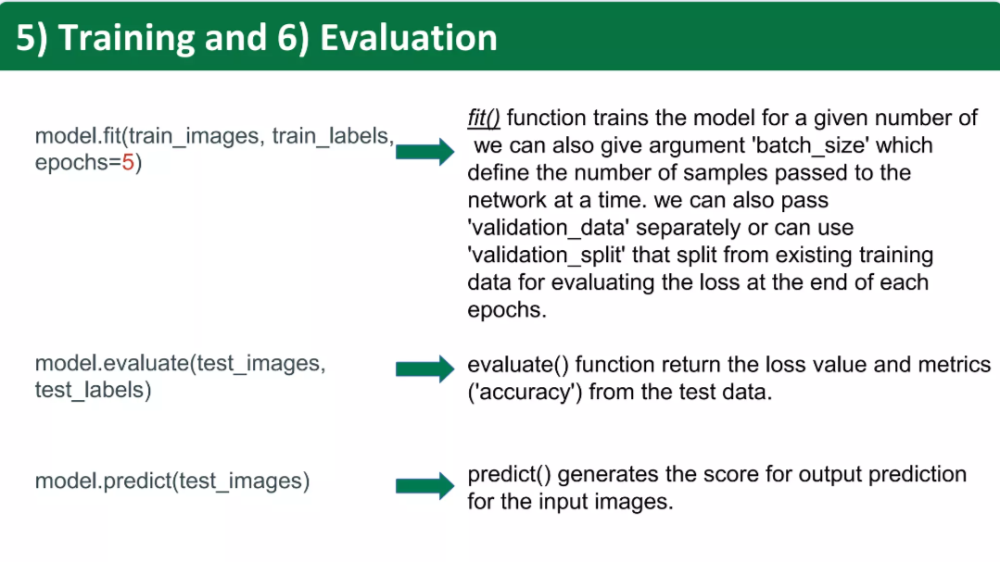 5) Training and 6) Evaluation
model.fit(train_images, train_labels,
epochs=5)
fit() function trains the model for a given number of
we can also give argument 'batch_size' which
define the number of samples passed to the
network at a time. we can also pass
'validation_data' separately or can use
'validation_split' that split from existing training
data for evaluating the loss at the end of each
epochs.
model.evaluate(test_images,
test_labels)
evaluate() function return the loss value and metrics
('accuracy') from the test data.
model.predict(test_images)
predict() generates the score for output prediction
for the input images.